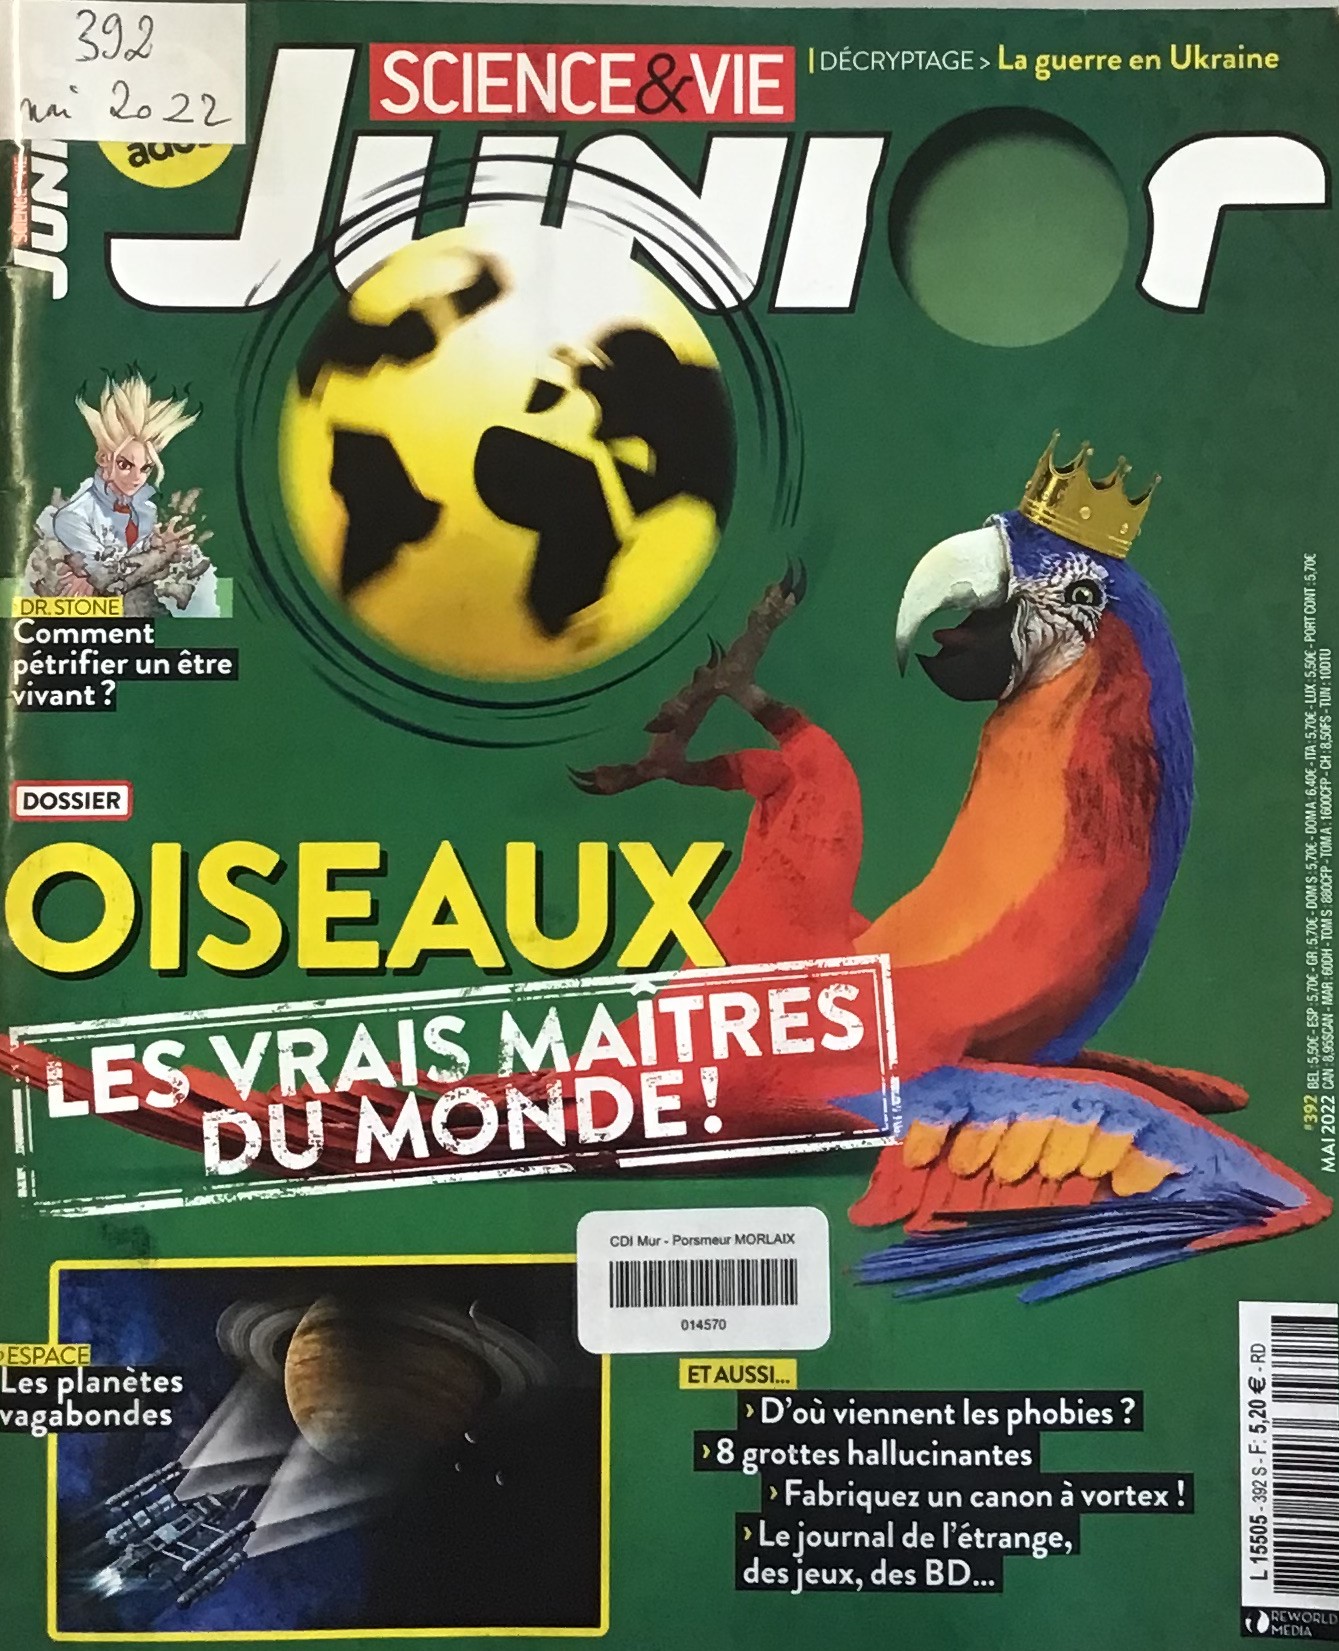 392
mai 2022
SCIENCE&VIE
JUNIOR
DÉCRYPTAGE > La guerre en Ukraine
DR. STONE
Comment
pétrifier un être
vivant ?
DOSSIER
OISEAUX
LES VRAIS MAÎTRES
DU MONDE !
CDI Mur - Porsmeur MORLAIX
014570
ESPACE
Les planètes
vagabondes
ET AUSSI...
› D'où viennent les phobies ?
› 8 grottes hallucinantes
› Fabriquez un canon à vortex !
› Le journal de l'étrange,
des jeux, des BD...
#392 BEL : 5,50€ - ESP : 5,70€ - GR : 5,70€ - DOM S : 5,70€ - DOM A : 6,40€ - ITA : 5,70€ - LUX : 5,50€ - PORT CONT : 5,70€
MAI 2022 CAN : 8,95$CAN - MAR : 60DH - TOM S : 880CFP - TOM A : 1600CFP - CH : 8,50FS - TUN : 10DTU
L 15505 - 392 S - F: 5,20 € - RD
REWORLD
MEDIA